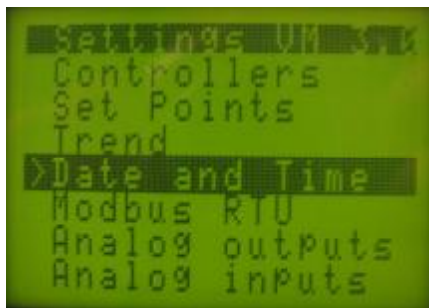 Settings VM
Controllers
Set Points
Trend
>Date and Time
Modbus RTU
Analog outputs
Analog inputs